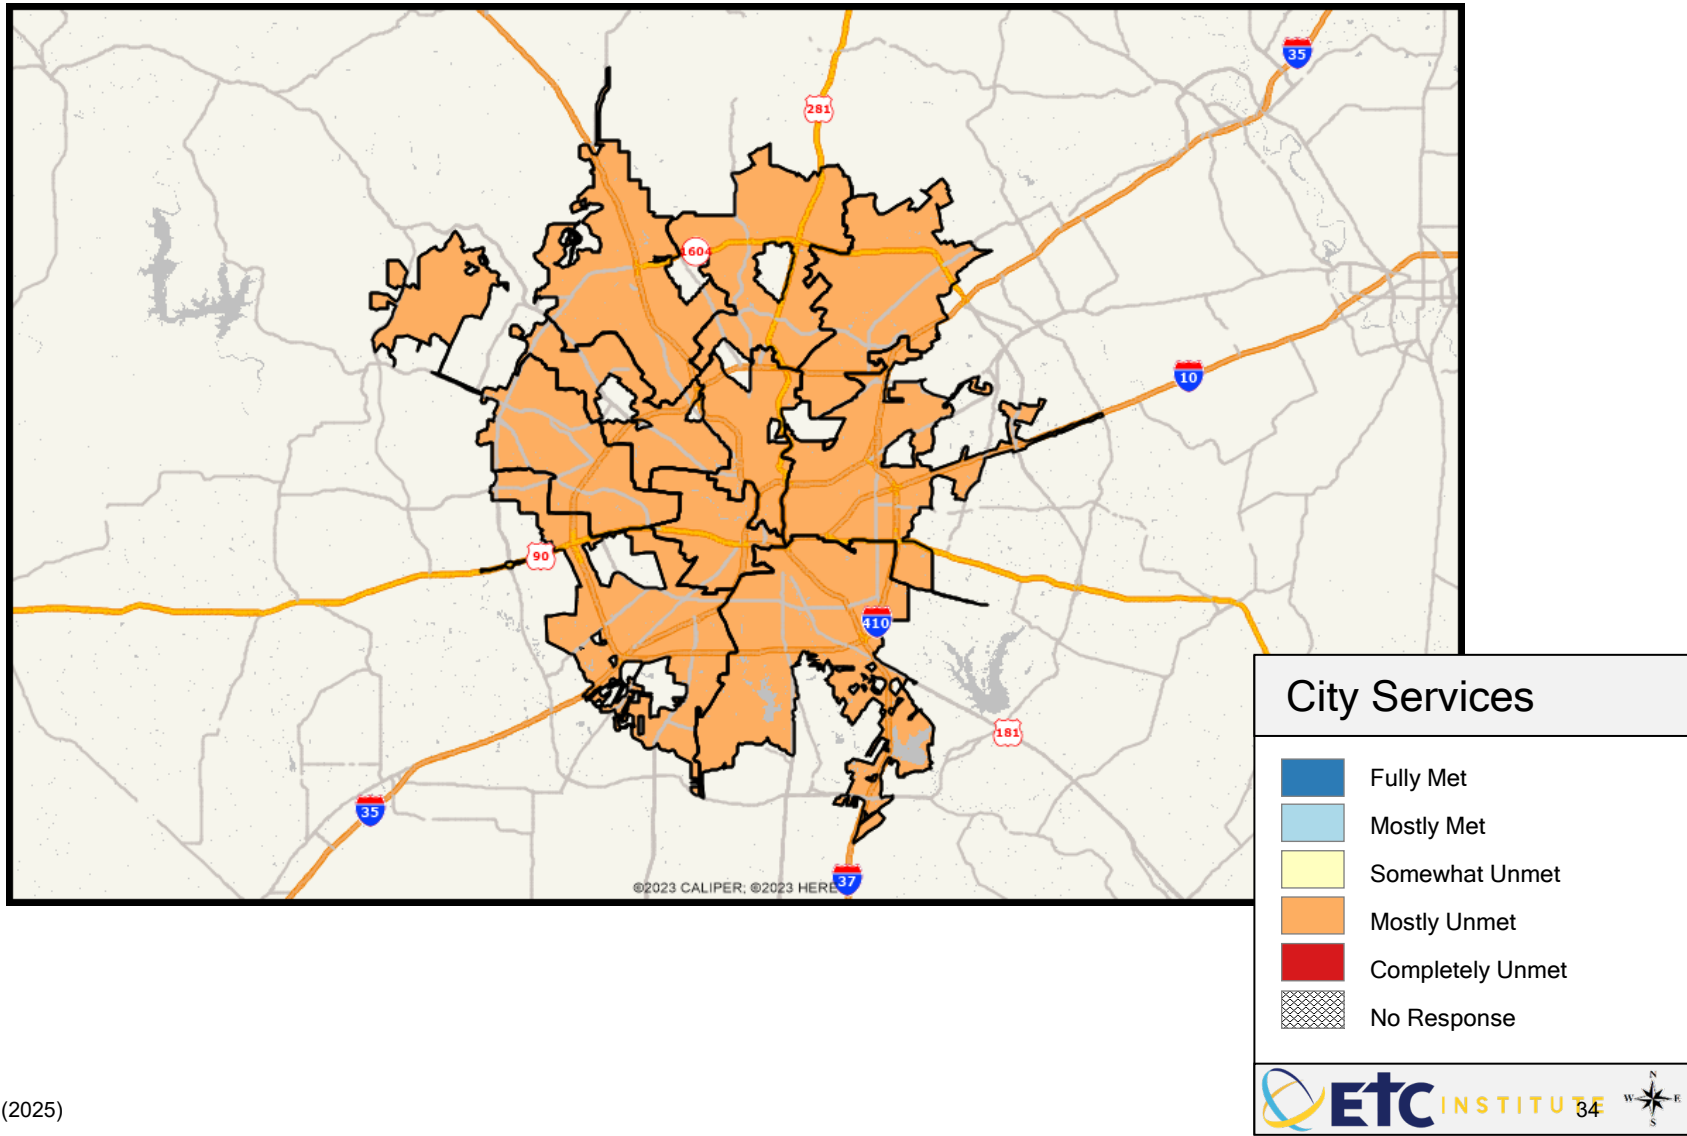 35
281
1604
10
90
410
181
35
37
©2023 CALIPER; ©2023 HERE
City Services
Fully Met
Mostly Met
Somewhat Unmet
Mostly Unmet
Completely Unmet
No Response
ETC INSTITUTE
34
N
W E
S
(2025)